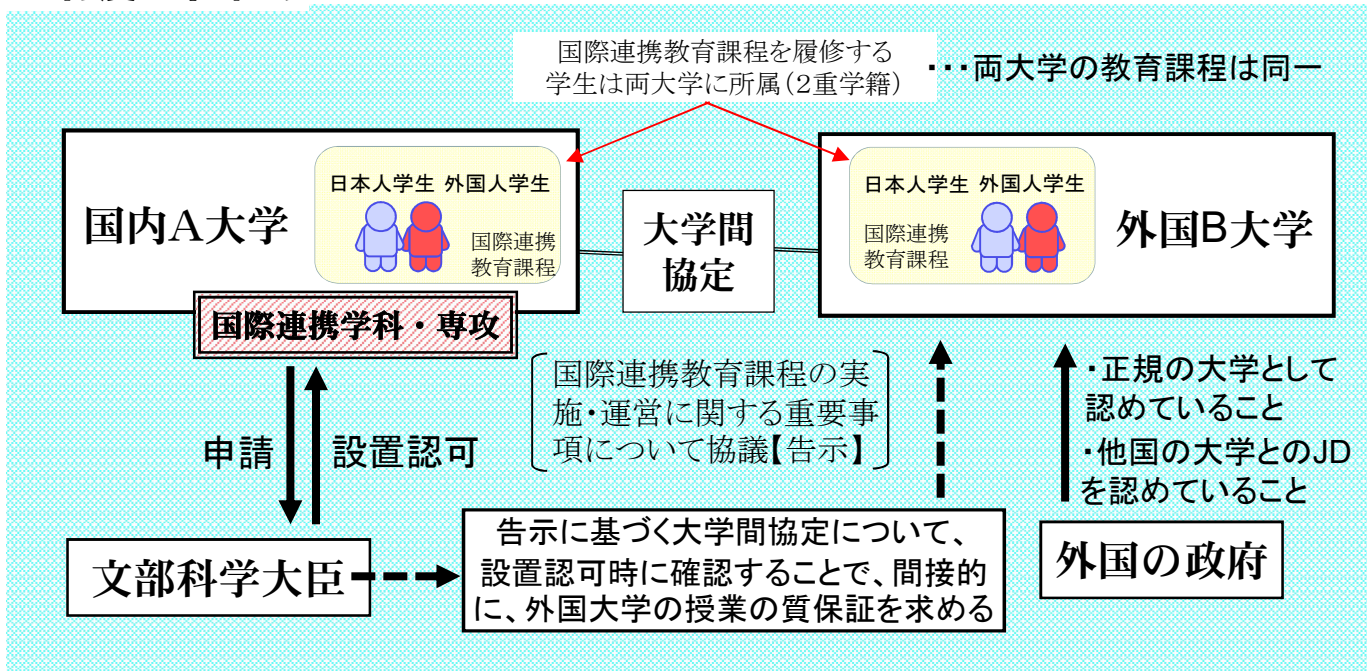 国際連携教育課程を履修する
学生は両大学に所属(2重学籍)
・・・両大学の教育課程は同一
国内A大学
日本人学生 外国人学生
国際連携
教育課程
国際連携学科・専攻
大学間
協定
日本人学生 外国人学生
国際連携
教育課程
外国B大学
申請
設置認可
国際連携教育課程の実
施・運営に関する重要事
項について協議【告示】
・正規の大学として
認めていること
・他国の大学とのJD
を認めていること
文部科学大臣
告示に基づく大学間協定について、
設置認可時に確認することで、間接的
に、外国大学の授業の質保証を求める
外国の政府